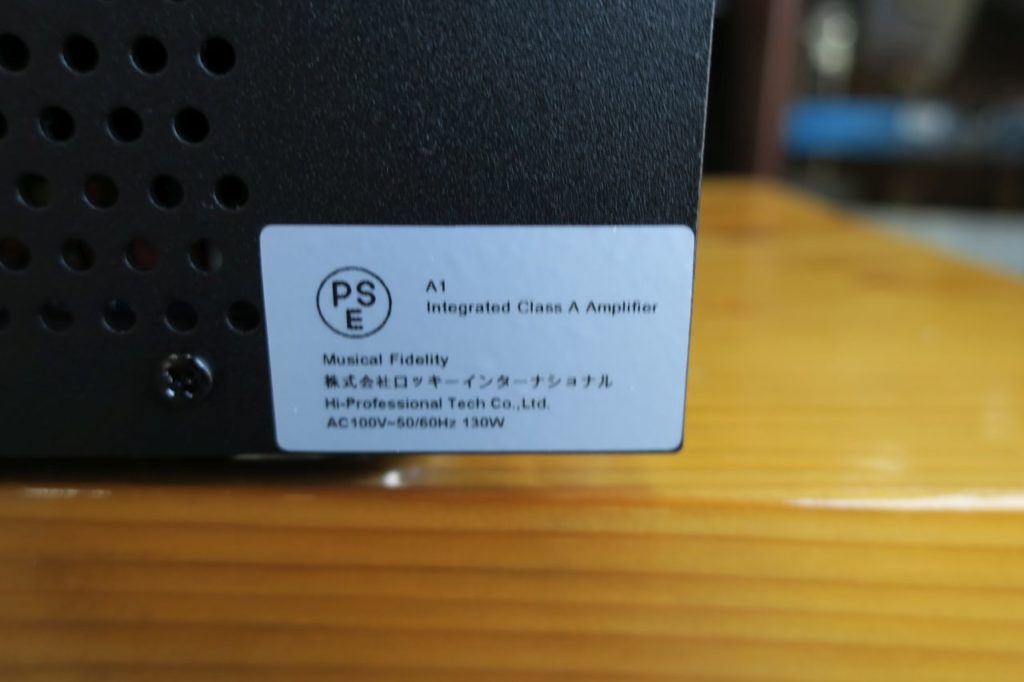 PS
E
A1
Integrated Class A Amplifier
Musical Fidelity
株式会社ロッキーインターナショナル
Hi-Professional Tech Co.,Ltd.
AC100V~50/60Hz 130W